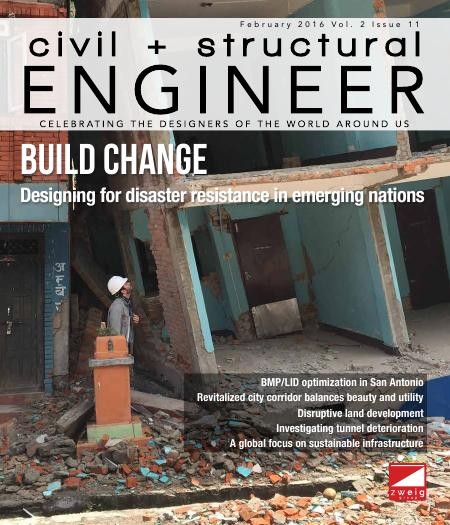 February 2016 Vol. 2 Issue 11
civil + structural
ENGINEER
CELEBRATING THE DESIGNERS OF THE WORLD AROUND US
BUILD CHANGE
Designing for disaster resistance in emerging nations
BMP/LID optimization in San Antonio
Revitalized city corridor balances beauty and utility
Disruptive land development
Investigating tunnel deterioration
A global focus on sustainable infrastructure
zweig
group